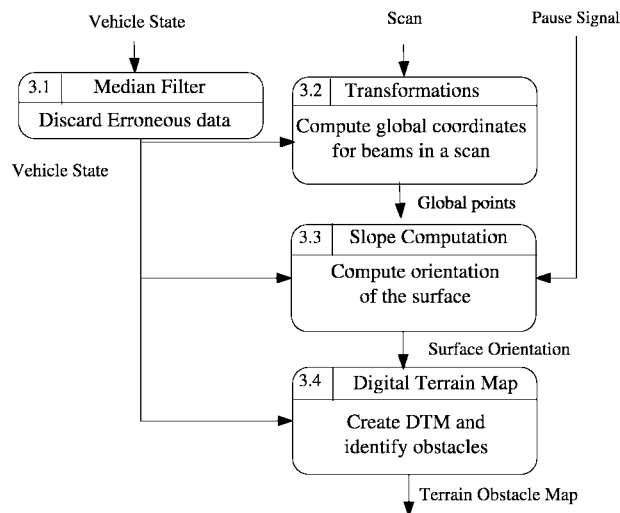 Vehicle State
Scan
Pause Signal
3.1 Median Filter
Discard Erroneous data
3.2 Transformations
Compute global coordinates
for beams in a scan
Vehicle State
Global points
3.3 Slope Computation
Compute orientation
of the surface
Surface Orientation
3.4 Digital Terrain Map
Create DTM and
identify obstacles
Terrain Obstacle Map